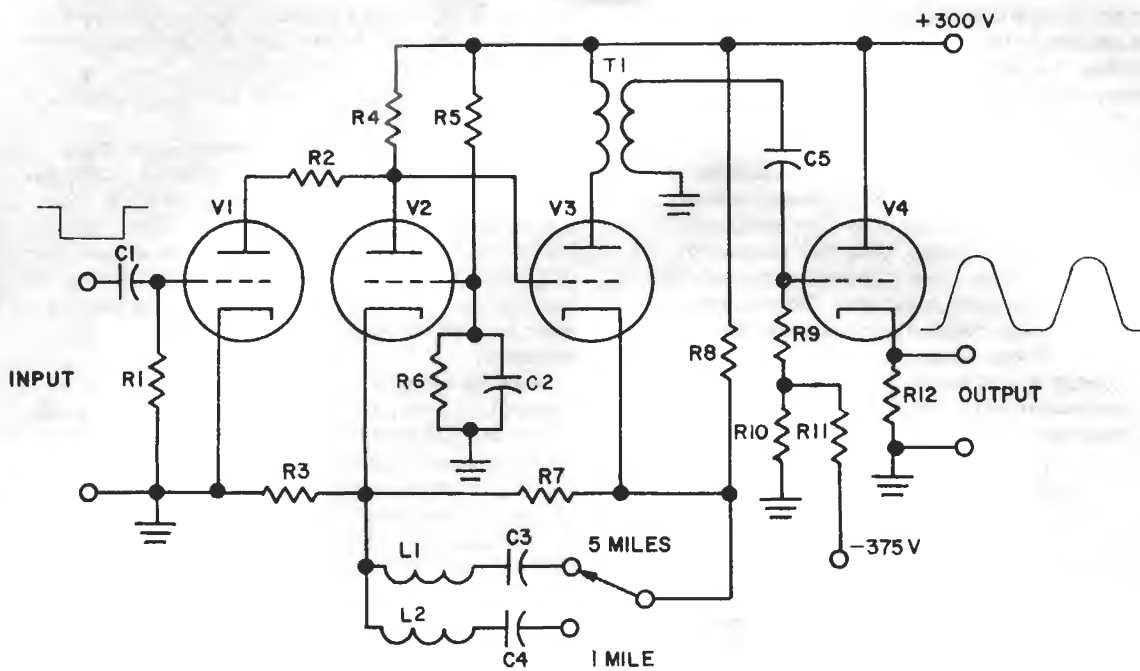 +300 V
T1
R4
R5
R2
C5
V1
V2
V3
V4
C1
R9
R8
INPUT
R1
R6
C2
R12 OUTPUT
R10
R11
R3
R7
-375 V
L1
C3
5 MILES
L2
C4
1 MILE